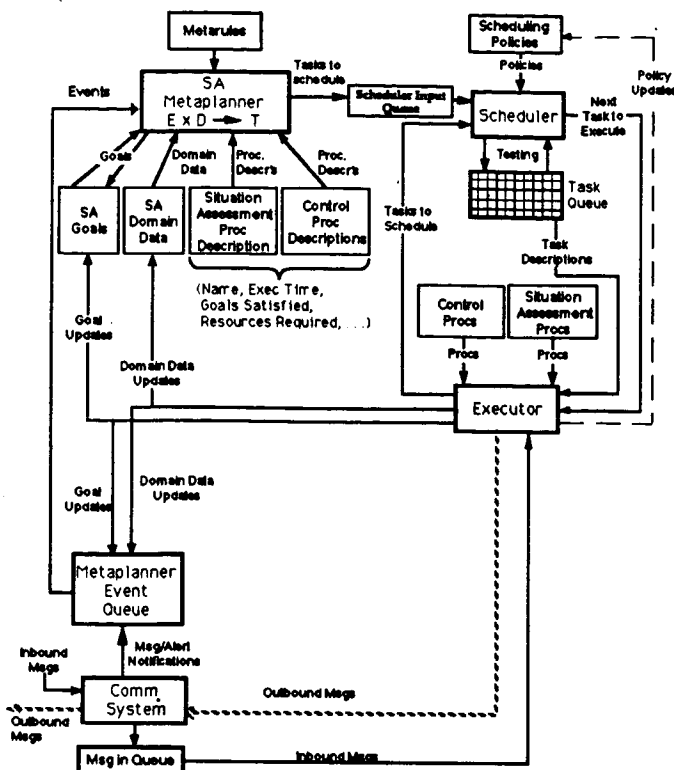 Metarules
Scheduling
Policies
Events
SA
Metaplanner
E x D → T
Tasks to
schedule
Scheduler Input
Queue
Policies
Scheduler
Policy
Updates
Next
Task to
Execute
Goals
Domain
Data
Proc.
Descr's
Proc.
Descr's
Testing
SA
Goals
SA
Domain
Data
Situation
Assessment
Proc
Description
Control
Proc
Descriptions
Tasks to
Schedule
Task
Queue
Task
Descriptions
(Name, Exec Time,
Goals Satisfied,
Resources Required, ...)
Control
Procs
Situation
Assessment
Procs
Goal
Updates
Domain Data
Updates
Procs
Procs
Executor
Goal
Updates
Domain Data
Updates
Metaplanner
Event
Queue
Msg/Alert
Notifications
Inbound
Msgs
Comm.
System
Outbound Msgs
Outbound
Msgs
Msg in Queue
Inbound Msgs